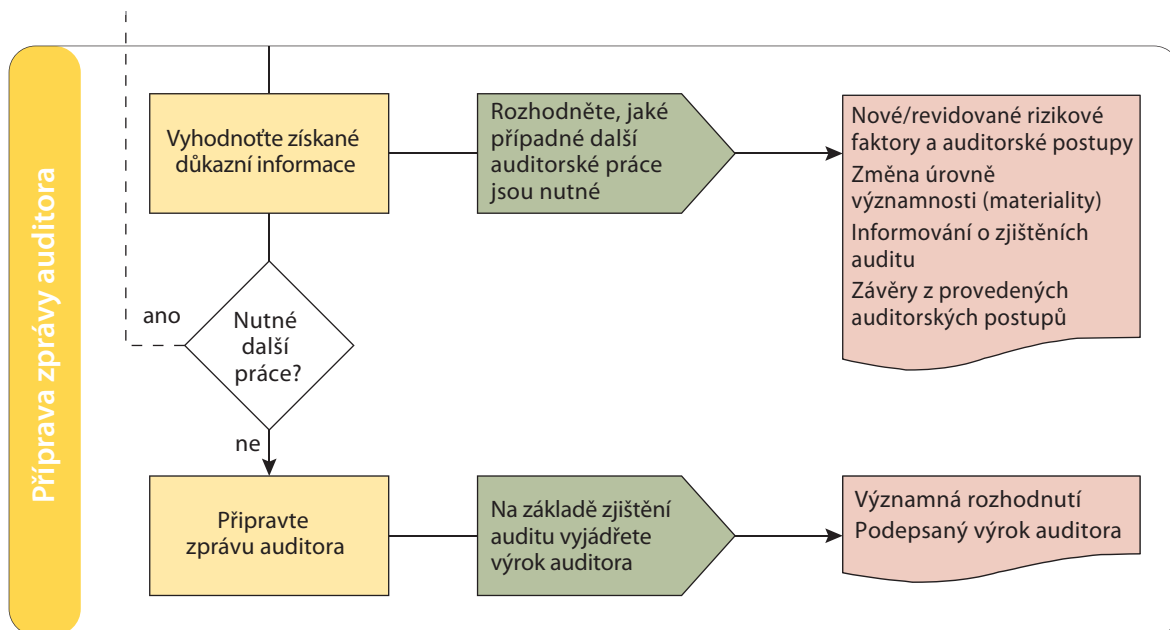 Příprava zprávy auditora
Vyhodnoťte získané
důkazní informace
Rozhodněte, jaké
případné další
auditorské práce
jsou nutné
Nové/revidované rizikové
faktory a auditorské postupy
Změna úrovně
významnosti (materiality)
Informování o zjištěních
auditu
Závěry z provedených
auditorských postupů
ano
Nutné
další
práce?
ne
Připravte
zprávu auditora
Na základě zjištění
auditu vyjádřete
výrok auditora
Významná rozhodnutí
Podepsaný výrok auditora